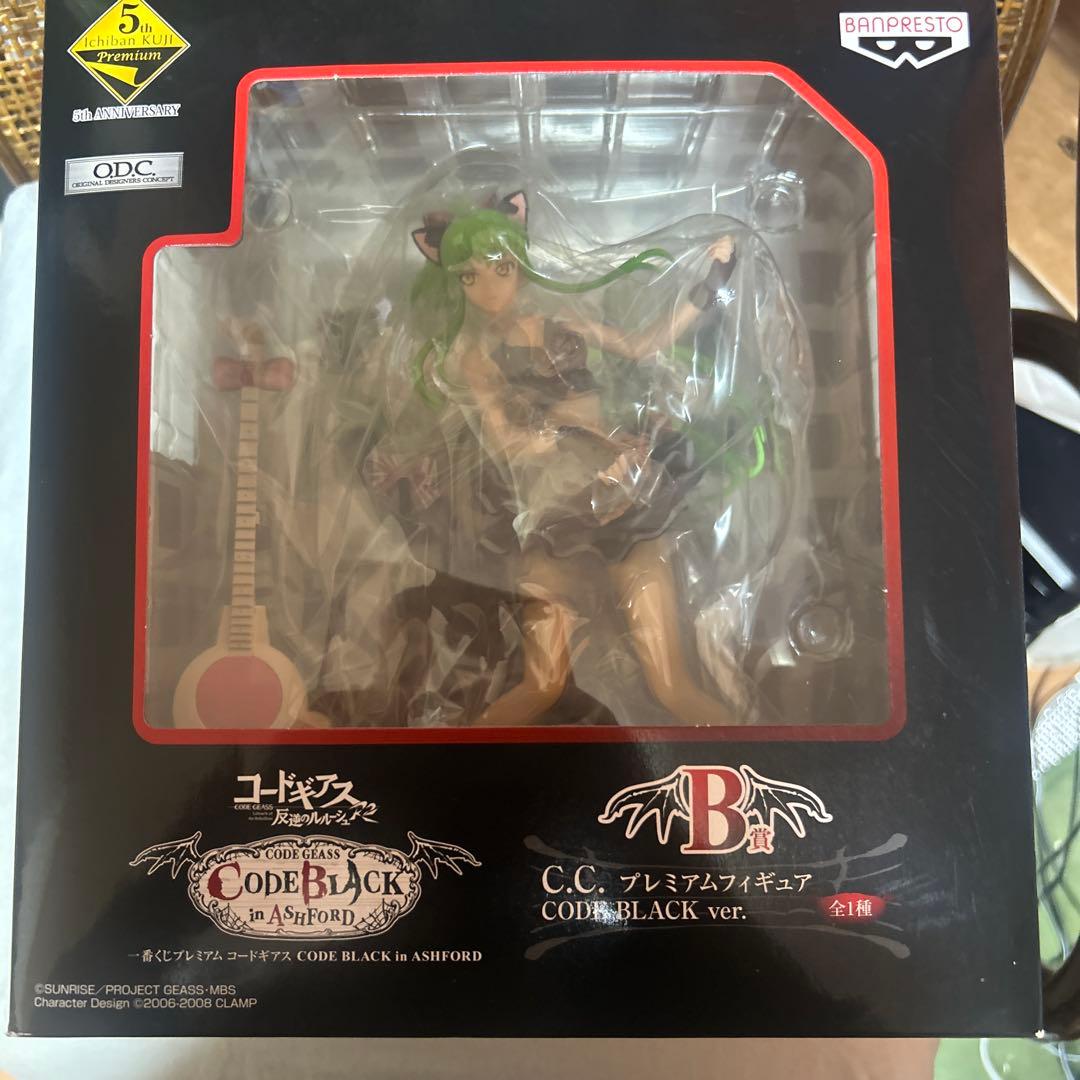 5th
Ichiban KUJI
Premium
5th ANNIVERSARY
O.D.C.
ORIGINAL DESIGNERS CONCEPT
BANPRESTO
コードギアス
CODE GEASS
反逆のルルーシュR2
CODE GEASS
CODE BLACK
in ASHFORD
一番くじプレミアム コードギアス CODE BLACK in ASHFORD
B賞
C.C. プレミアムフィギュア
CODE BLACK ver.
全1種
©SUNRISE/PROJECT GEASS・MBS
Character Design ©2006-2008 CLAMP